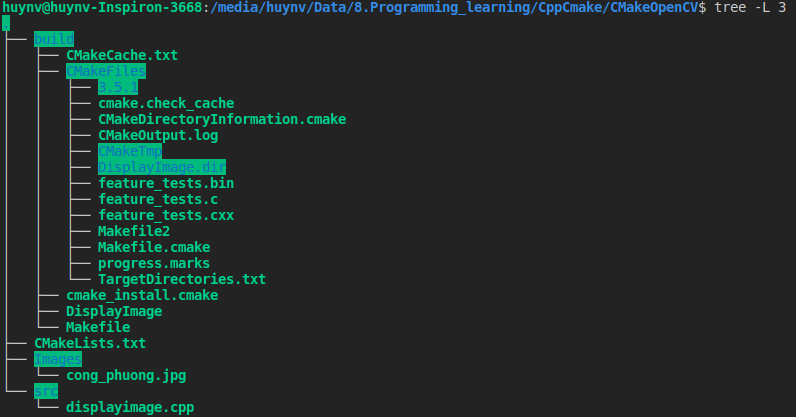 huynv@huynv-Inspiron-3668:/media/huynv/Data/8.Programming_learning/CppCmake/CMakeOpenCV$ tree -L 3
.
├── build
│   ├── CMakeCache.txt
│   ├── CMakeFiles
│   │   ├── 3.5.1
│   │   ├── cmake.check_cache
│   │   ├── CMakeDirectoryInformation.cmake
│   │   ├── CMakeOutput.log
│   │   ├── CMakeTmp
│   │   ├── DisplayImage.dir
│   │   ├── feature_tests.bin
│   │   ├── feature_tests.c
│   │   ├── feature_tests.cxx
│   │   ├── Makefile2
│   │   ├── Makefile.cmake
│   │   ├── progress.marks
│   │   └── TargetDirectories.txt
│   ├── cmake_install.cmake
│   ├── DisplayImage
│   └── Makefile
├── CMakeLists.txt
├── Images
│   └── cong_phuong.jpg
└── src
    └── displayimage.cpp